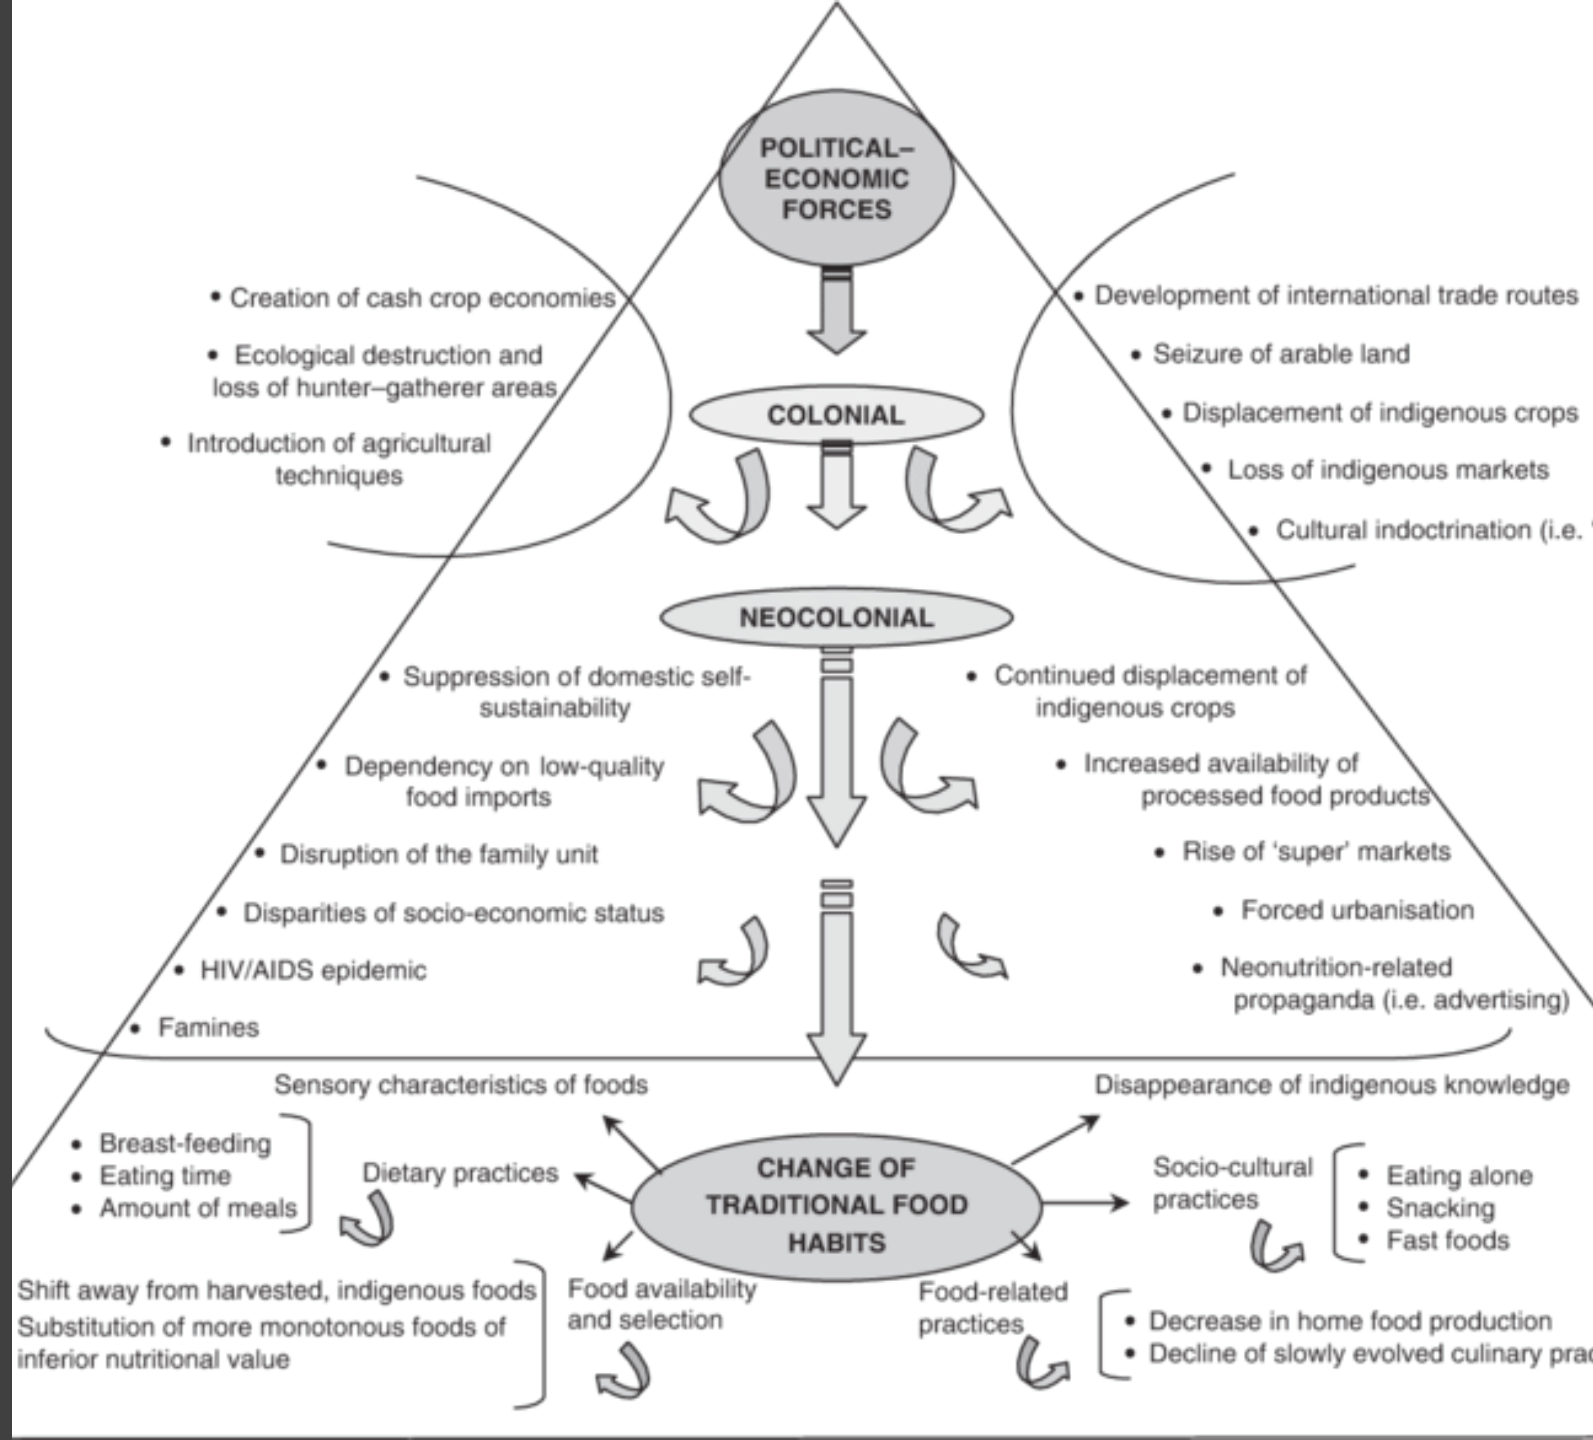 POLITICAL–
ECONOMIC
FORCES
• Creation of cash crop economies
• Ecological destruction and
loss of hunter–gatherer areas
• Introduction of agricultural
techniques
• Development of international trade routes
• Seizure of arable land
• Displacement of indigenous crops
• Loss of indigenous markets
• Cultural indoctrination (i.e.
COLONIAL
NEOCOLONIAL
• Suppression of domestic self-
sustainability
• Dependency on low-quality
food imports
• Disruption of the family unit
• Disparities of socio-economic status
• HIV/AIDS epidemic
• Famines
• Continued displacement of
indigenous crops
• Increased availability of
processed food products
• Rise of ‘super’ markets
• Forced urbanisation
• Neonutrition-related
propaganda (i.e. advertising)
Sensory characteristics of foods
Disappearance of indigenous knowledge
• Breast-feeding
• Eating time
• Amount of meals
Dietary practices
CHANGE OF
TRADITIONAL FOOD
HABITS
Socio-cultural
practices
• Eating alone
• Snacking
• Fast foods
Shift away from harvested, indigenous foods
Substitution of more monotonous foods of
inferior nutritional value
Food availability
and selection
Food-related
practices
• Decrease in home food production
• Decline of slowly evolved culinary